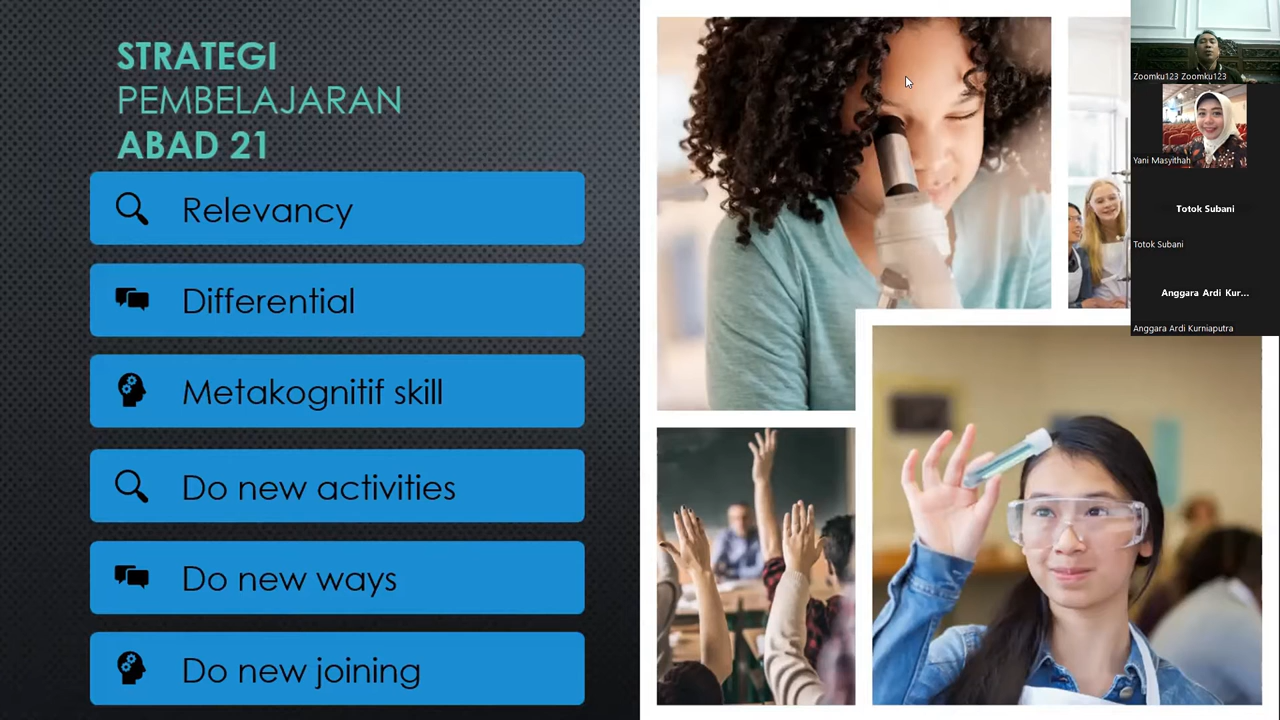 STRATEGI
PEMBELAJARAN
ABAD 21
Relevancy
Differential
Metakognitif skill
Do new activities
Do new ways
Do new joining
Zoomku123 Zoomku123
Yani Masyithah
Totok Subani
Totok Subani
Anggara Ardi Kur...
Anggara Ardi Kurniaputra